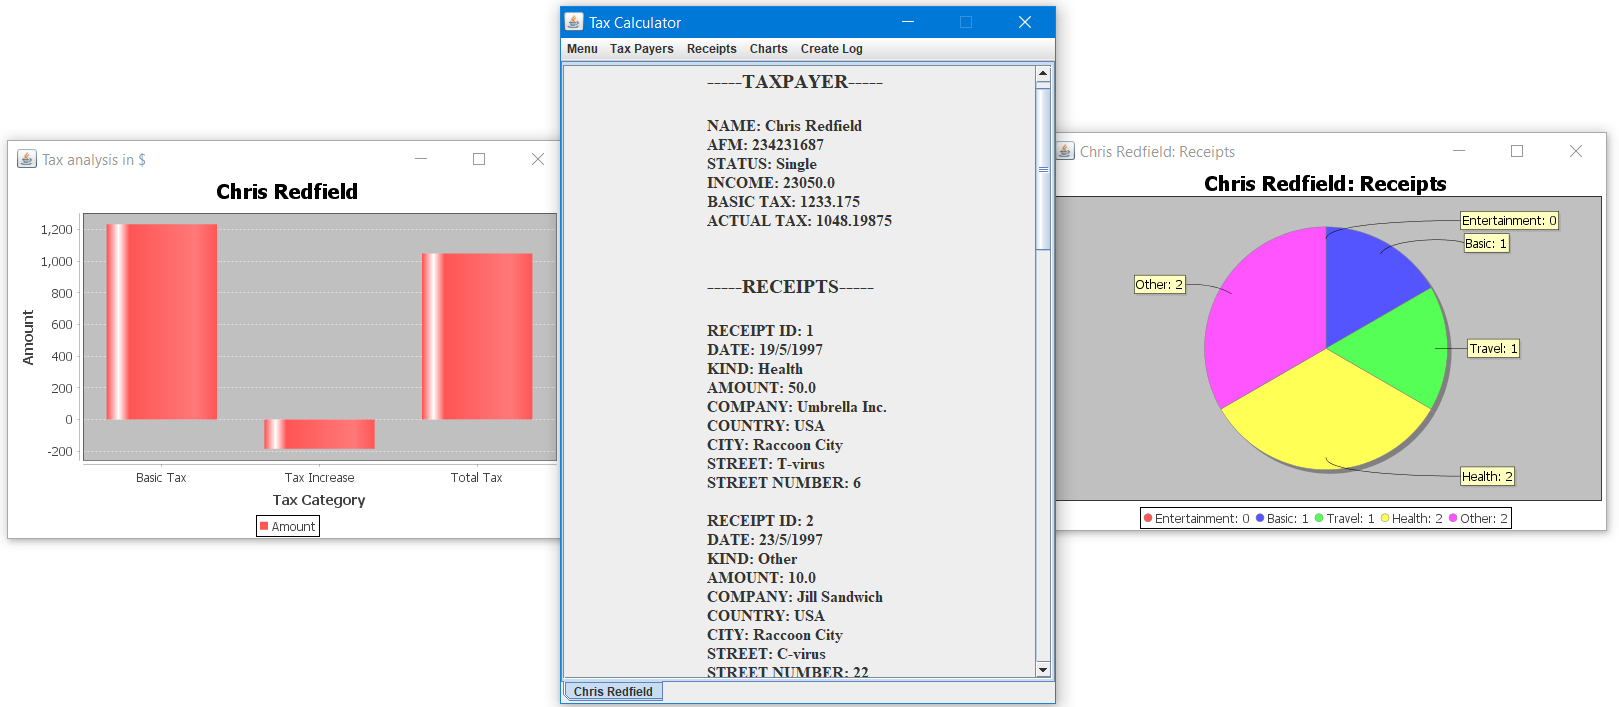 Tax analysis in $
Chris Redfield
1,200
1,000
800
600
400
200
0
-200
Amount
Basic Tax
Tax Increase
Total Tax
Tax Category
Amount
Tax Calculator
Menu Tax Payers Receipts Charts Create Log
-----TAXPAYER-----
NAME: Chris Redfield
AFM: 234231687
STATUS: Single
INCOME: 23050.0
BASIC TAX: 1233.175
ACTUAL TAX: 1048.19875
-----RECEIPTS-----
RECEIPT ID: 1
DATE: 19/5/1997
KIND: Health
AMOUNT: 50.0
COMPANY: Umbrella Inc.
COUNTRY: USA
CITY: Raccoon City
STREET: T-virus
STREET NUMBER: 6
RECEIPT ID: 2
DATE: 23/5/1997
KIND: Other
AMOUNT: 10.0
COMPANY: Jill Sandwich
COUNTRY: USA
CITY: Raccoon City
STREET: C-virus
STREET NUMBER: 22
Chris Redfield
Chris Redfield: Receipts
Chris Redfield: Receipts
Entertainment: 0
Basic: 1
Other: 2
Travel: 1
Health: 2
Entertainment: 0 Basic: 1 Travel: 1 Health: 2 Other: 2